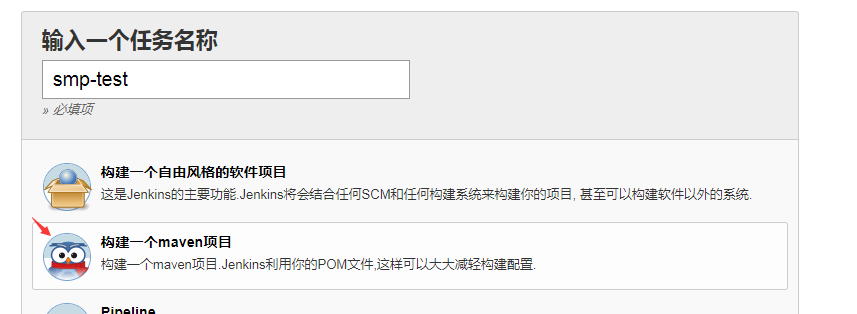 输入一个任务名称
smp-test
» 必填项
构建一个自由风格的软件项目
这是Jenkins的主要功能.Jenkins将会结合任何SCM和任何构建系统来构建你的项目, 甚至可以构建软件以外的系统.
构建一个maven项目
构建一个maven项目.Jenkins利用你的POM文件,这样可以大大减轻构建配置.
Pipeline